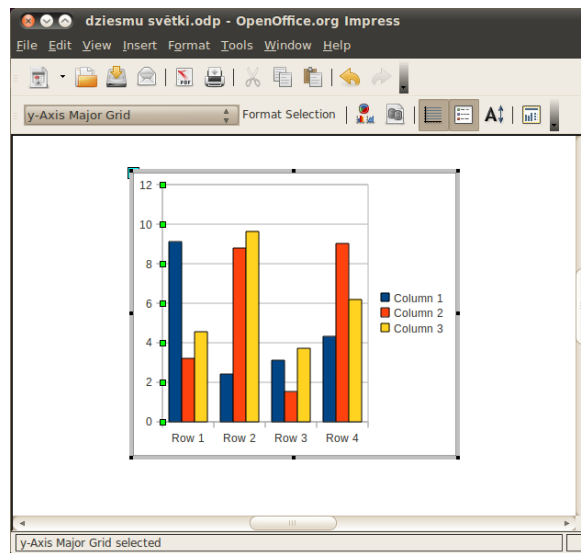 dziesmu svētki.odp - OpenOffice.org Impress
File Edit View Insert Format Tools Window Help
PDF
y-Axis Major Grid Format Selection A
12
10
8
6
4
2
0
Row 1 Row 2 Row 3 Row 4
Column 1
Column 2
Column 3
y-Axis Major Grid selected